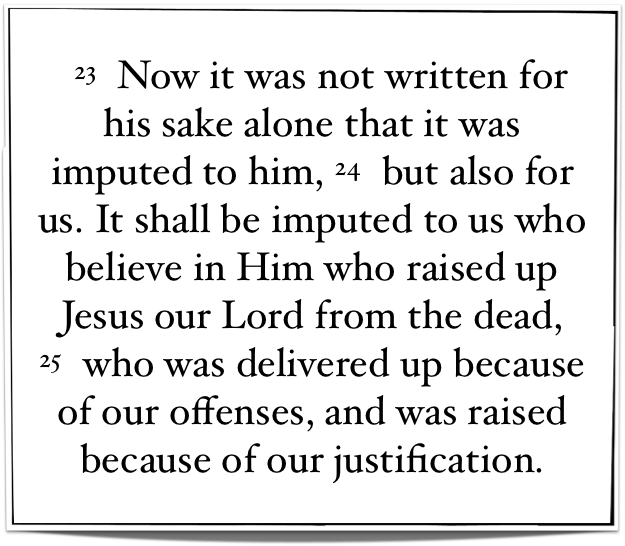 23 Now it was not written for
his sake alone that it was
imputed to him, 24 but also for
us. It shall be imputed to us who
believe in Him who raised up
Jesus our Lord from the dead,
25 who was delivered up because
of our offenses, and was raised
because of our justification.